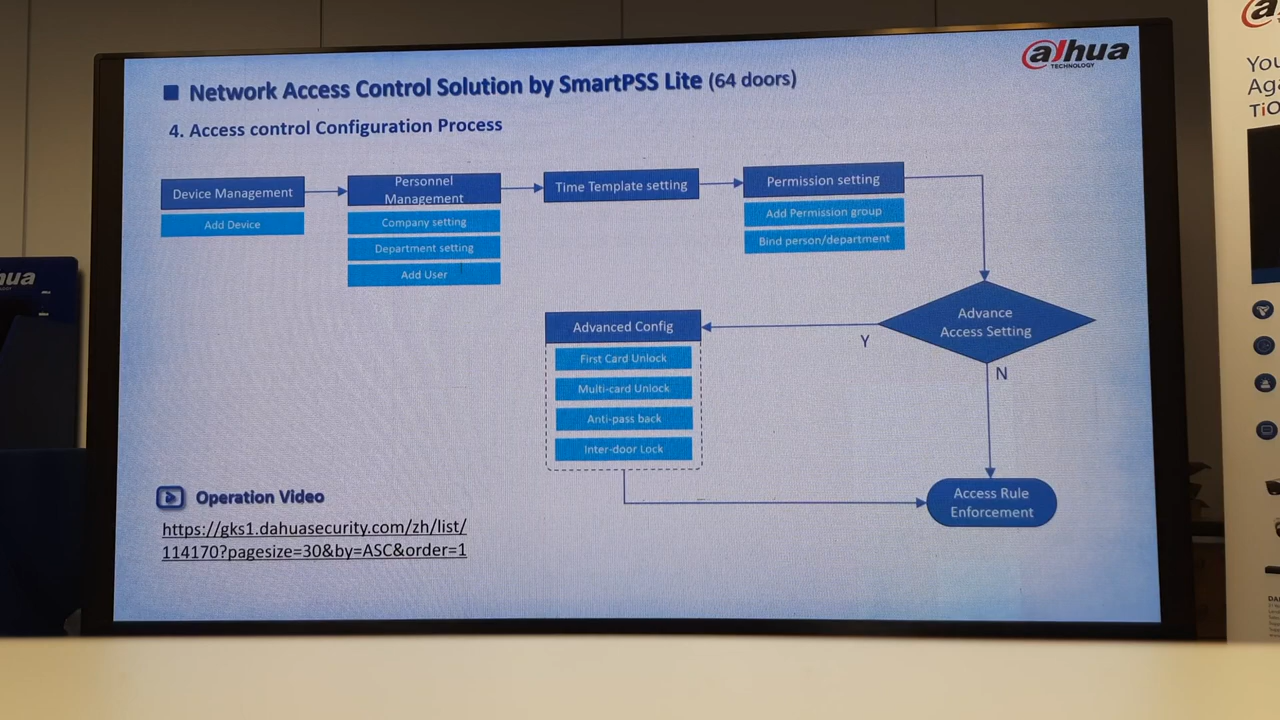 alhua
TECHNOLOGY
Network Access Control Solution by SmartPSS Lite (64 doors)
4. Access control Configuration Process
Device Management
Add Device
Personnel
Management
Company setting
Department setting
Add User
Time Template setting
Permission setting
Add Permission group
Bind person/department
Advance
Access Setting
Y
N
Advanced Config
First Card Unlock
Multi-card Unlock
Anti-pass back
Inter-door Lock
Access Rule
Enforcement
Operation Video
https://gks1.dahuasecurity.com/zh/list/
114170?pagesize=30&by=ASC&order=1
hua